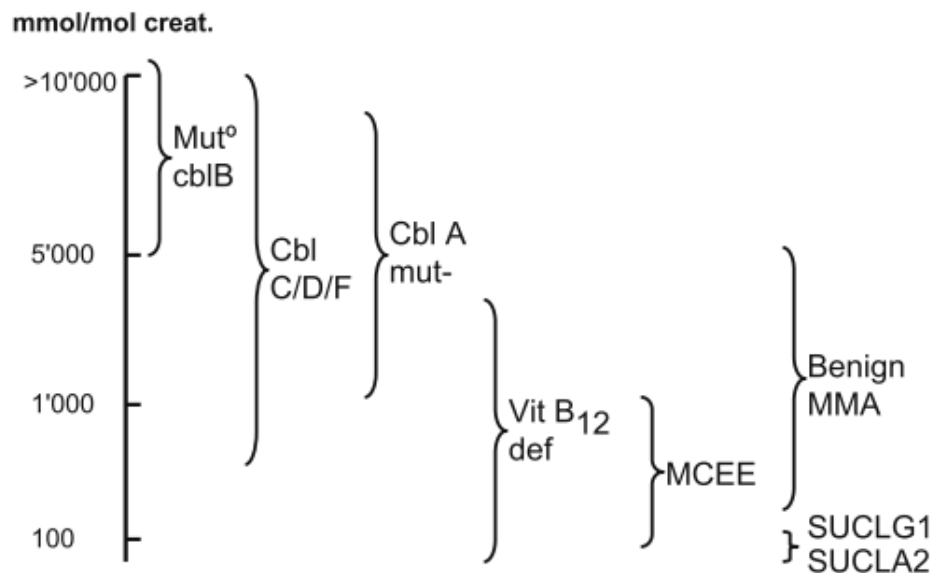 mmol/mol creat.
>10'000
Mutº
cblB
5'000
Cbl
C/D/F
Cbl A
mut-
1'000
Vit B12
def
MCEE
Benign
MMA
100
SUCLG1
SUCLA2